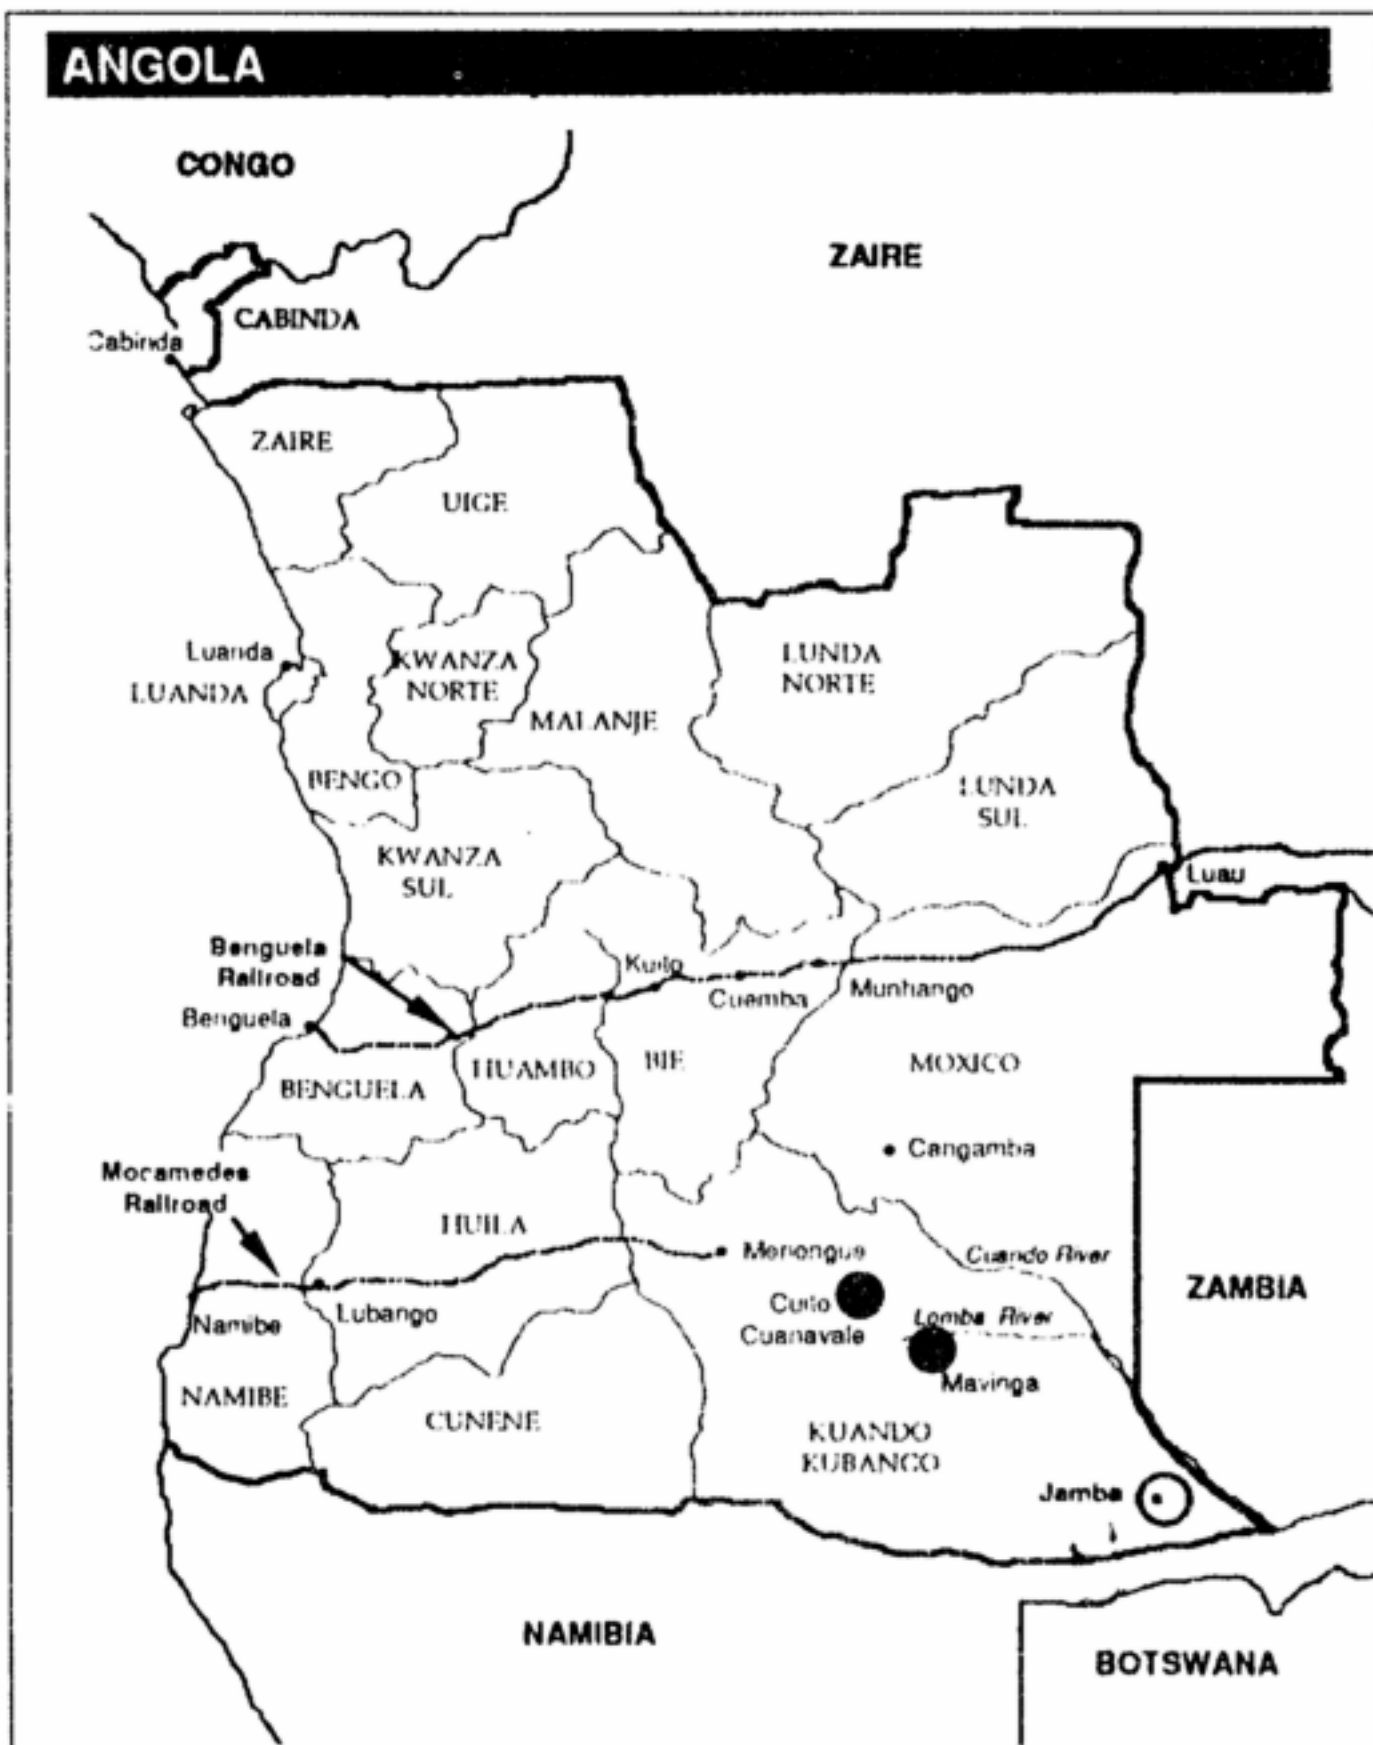 ANGOLA
CONGO
ZAIRE
CABINDA
Cabinda
ZAIRE
UIGE
Luanda
LUANDA
KWANZA
NORTE
LUNDA
NORTE
MALANJE
BENGO
LUNDA
SUL
KWANZA
SUL
Luau
Benguela
Railroad
Kuito
Cuemba
Munhango
Benguela
HUAMBO
BIE
MOXICO
BENGUELA
Cangamba
Mocamedes
Railroad
HUILA
Menongue
Cuando River
ZAMBIA
Namibe
Lubango
Cuito
Cuanavale
Lomba River
Mavinga
NAMIBE
CUNENE
KUANDO
KUBANGO
Jamba
NAMIBIA
BOTSWANA